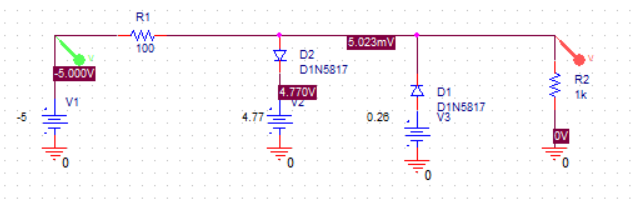 R1
100
V
5.023mV
V
D2
D1N5817
-5.000V
R2
1k
4.770V
D1
D1N5817
V1
V2
-5
4.77
0.26
V3
0V
0
0
0
0